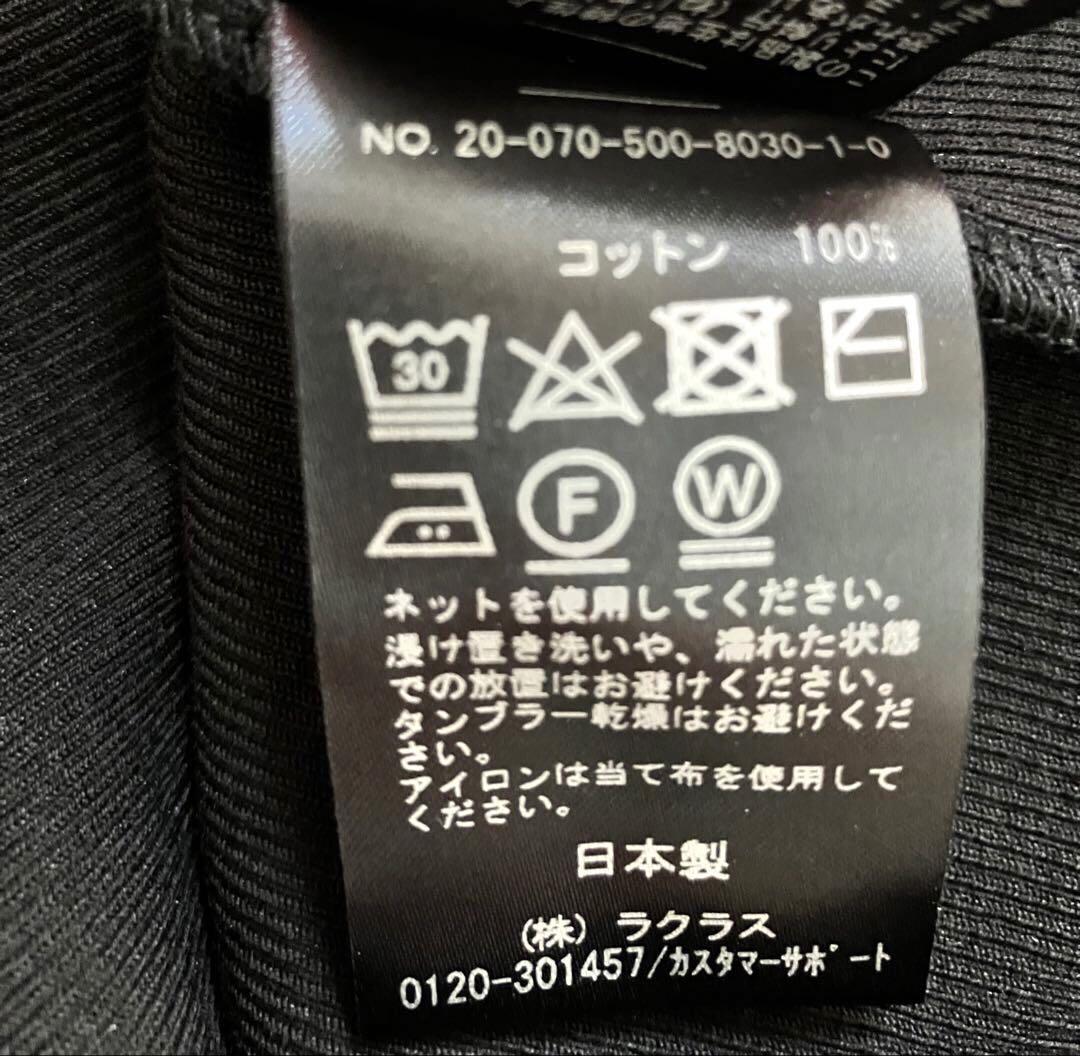 NO. 20-070-500-8030-1-0
コットン 100%
30
F
W
ネットを使用してください。
浸け置き洗いや、濡れた状態
での放置はお避けください。
タンブラー乾燥はお避けくだ
さい。
アイロンは当て布を使用して
ください。
日本製
(株) ラクラス
0120-301457/カスタマーサポート